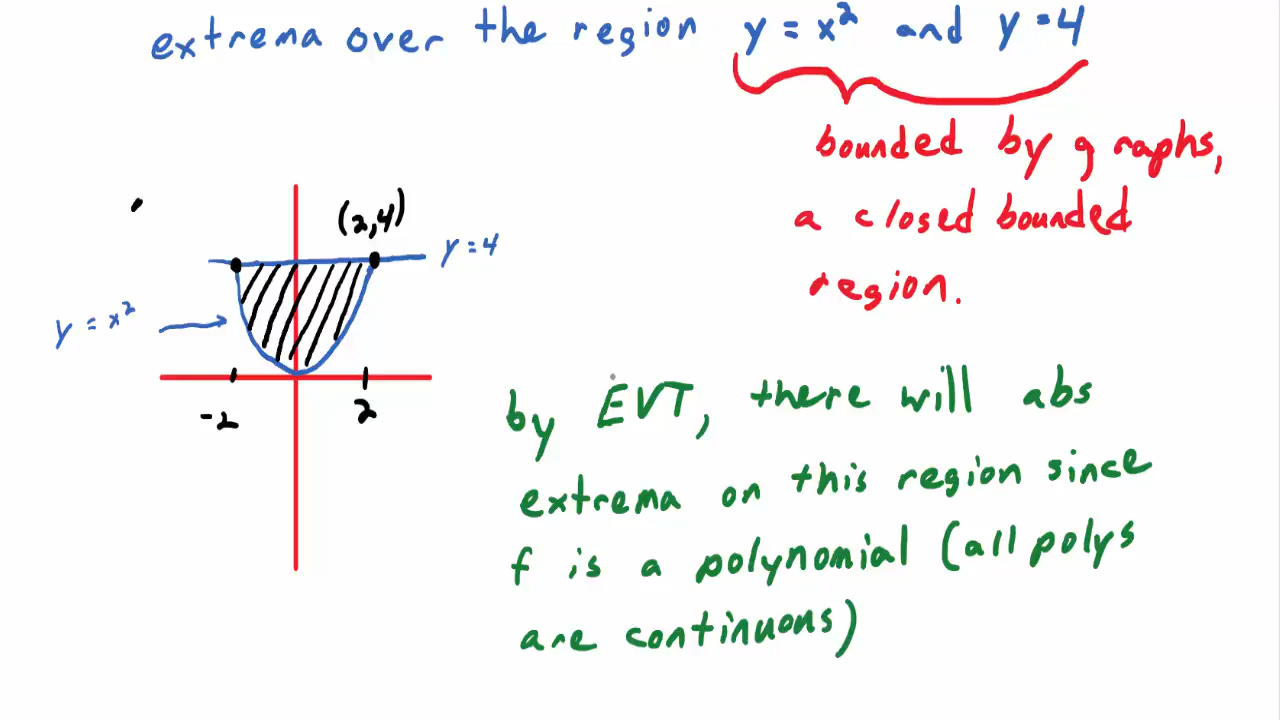 extrema over the region y = x² and y = 4
bounded by graphs,
a closed bounded
region.
(2,4)
y = 4
y = x²
-2
2
by EVT, there will abs
extrema on this region since
f is a polynomial (all polys
are continuous)